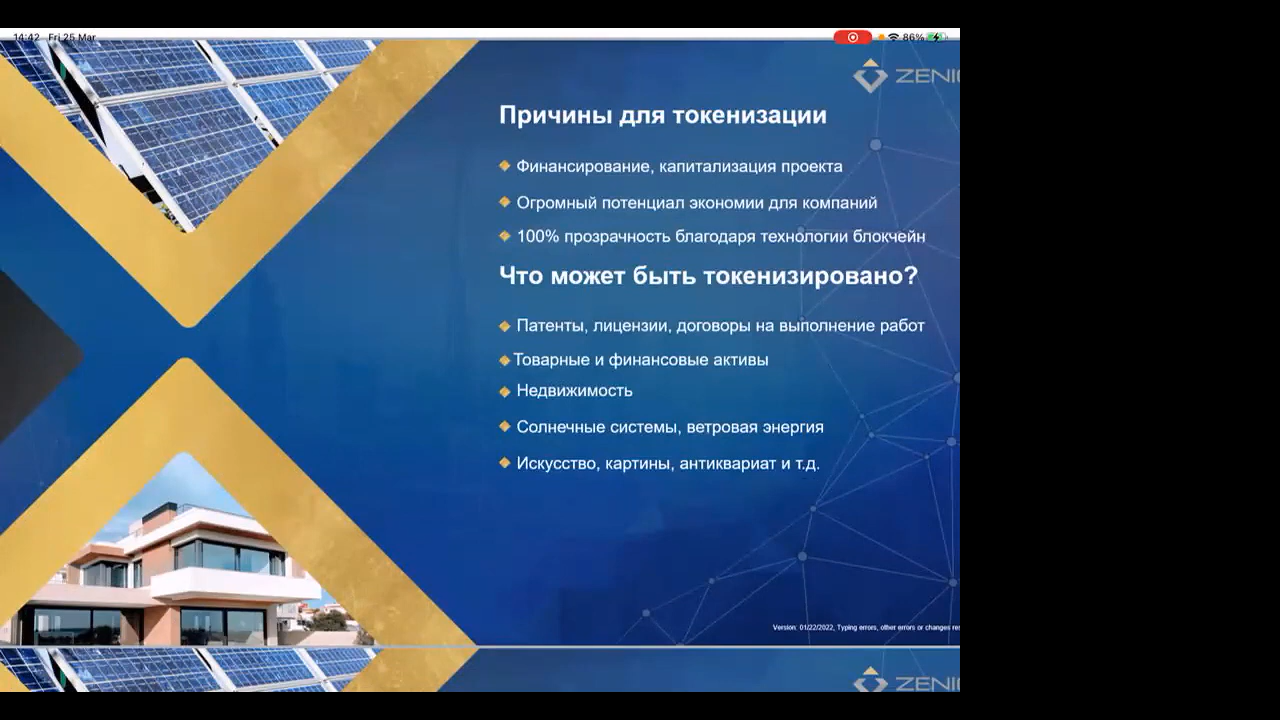 14:42 Fri 25 Mar
86%
ZENI
Причины для токенизации
Финансирование, капитализация проекта
Огромный потенциал экономии для компаний
100% прозрачность благодаря технологии блокчейн
Что может быть токенизировано?
Патенты, лицензии, договоры на выполнение работ
Товарные и финансовые активы
Недвижимость
Солнечные системы, ветровая энергия
Искусство, картины, антиквариат и т.д.
Version: 01/22/2022, Typing errors, other errors or changes res
ZENI